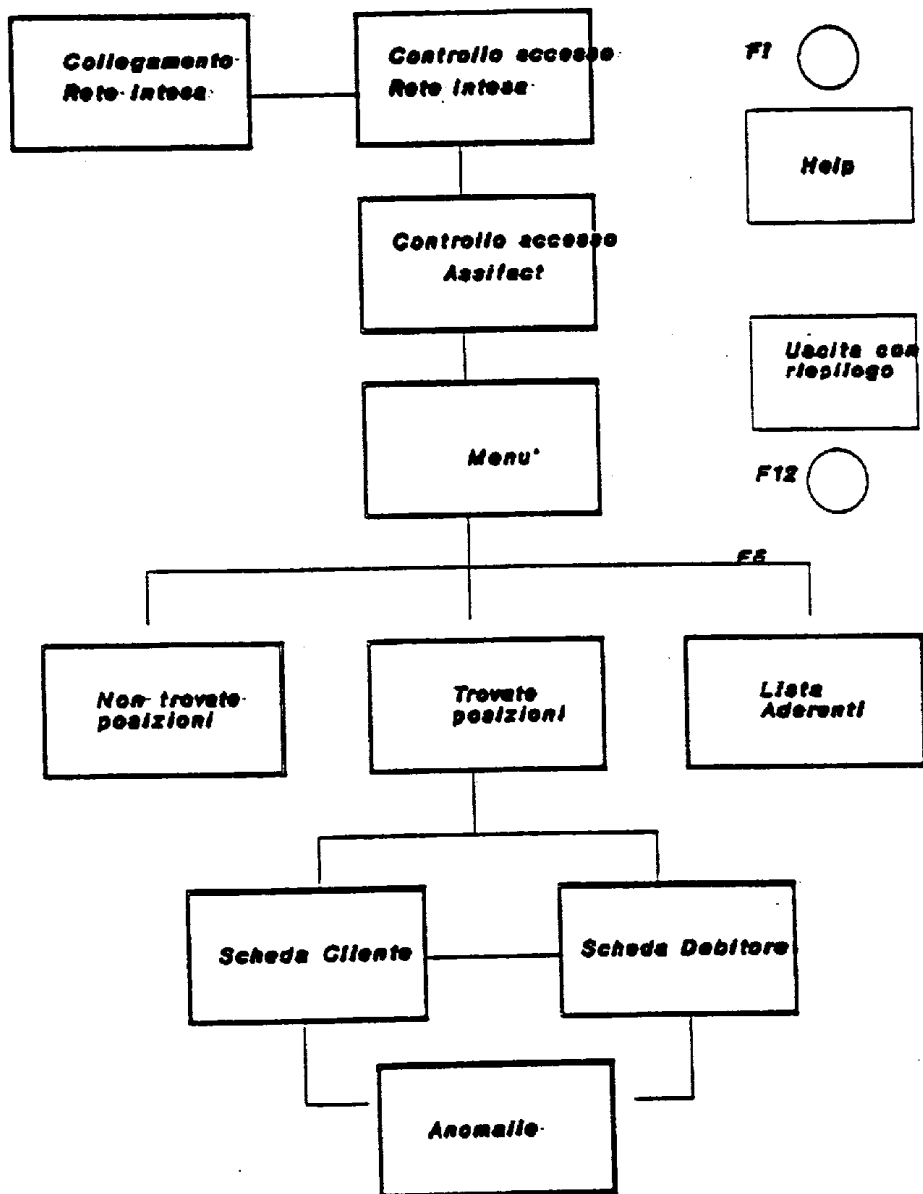 Collegamento
Rete Intesa
Controllo accesso
Rete Intesa
F1
Help
Controllo accesso
Assifact
Uscita con
riepilogo
Menu'
F12
Non trovate
posizioni
Trovate
posizioni
Lista
Aderenti
Scheda Cliente
Scheda Debitore
Anomalie